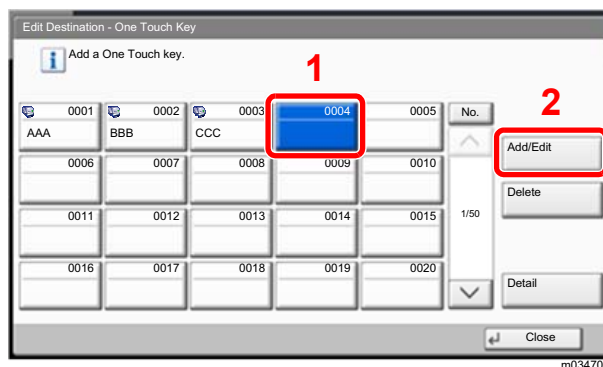 Edit Destination - One Touch Key
Add a One Touch key.
1
0001 0002 0003 0004 0005 No.
2
AAA BBB CCC
Add/Edit
0006 0007 0008 0009 0010
Delete
0011 0012 0013 0014 0015 1/50
0016 0017 0018 0019 0020
Detail
Close
m03470